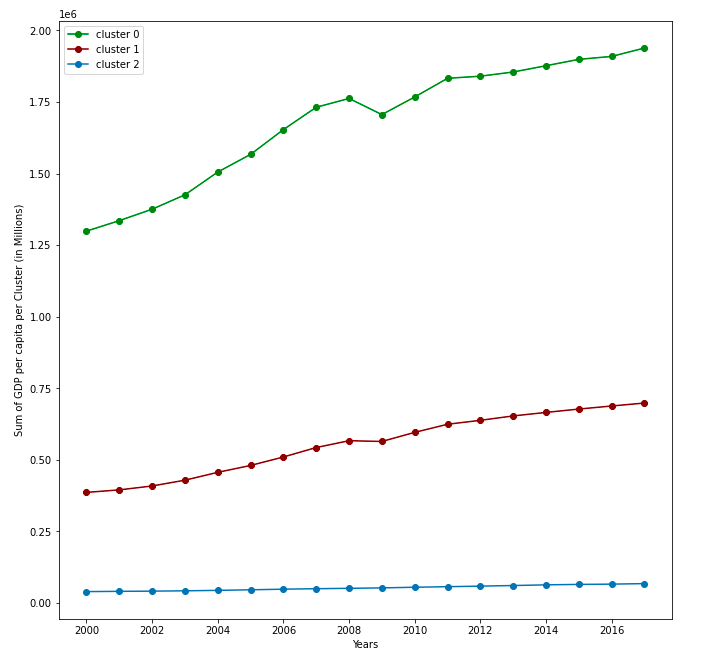 1e6
2.00
1.75
1.50
1.25
1.00
0.75
0.50
0.25
0.00
Sum of GDP per capita per Cluster (in Millions)
cluster 0
cluster 1
cluster 2
2000 2002 2004 2006 2008 2010 2012 2014 2016
Years